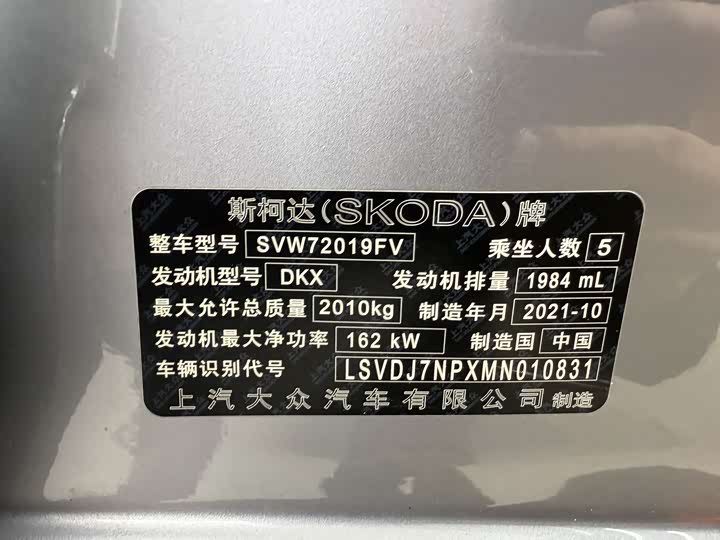 斯柯达(SKODA)牌
整车型号 SVW72019FV 乘坐人数 5
发动机型号 DKX 发动机排量 1984 mL
最大允许总质量 2010kg 制造年月 2021-10
发动机最大净功率 162 kW 制造国 中国
车辆识别代号 LSVDJ7NPXMN010831
上汽大众汽车有限公司 制造